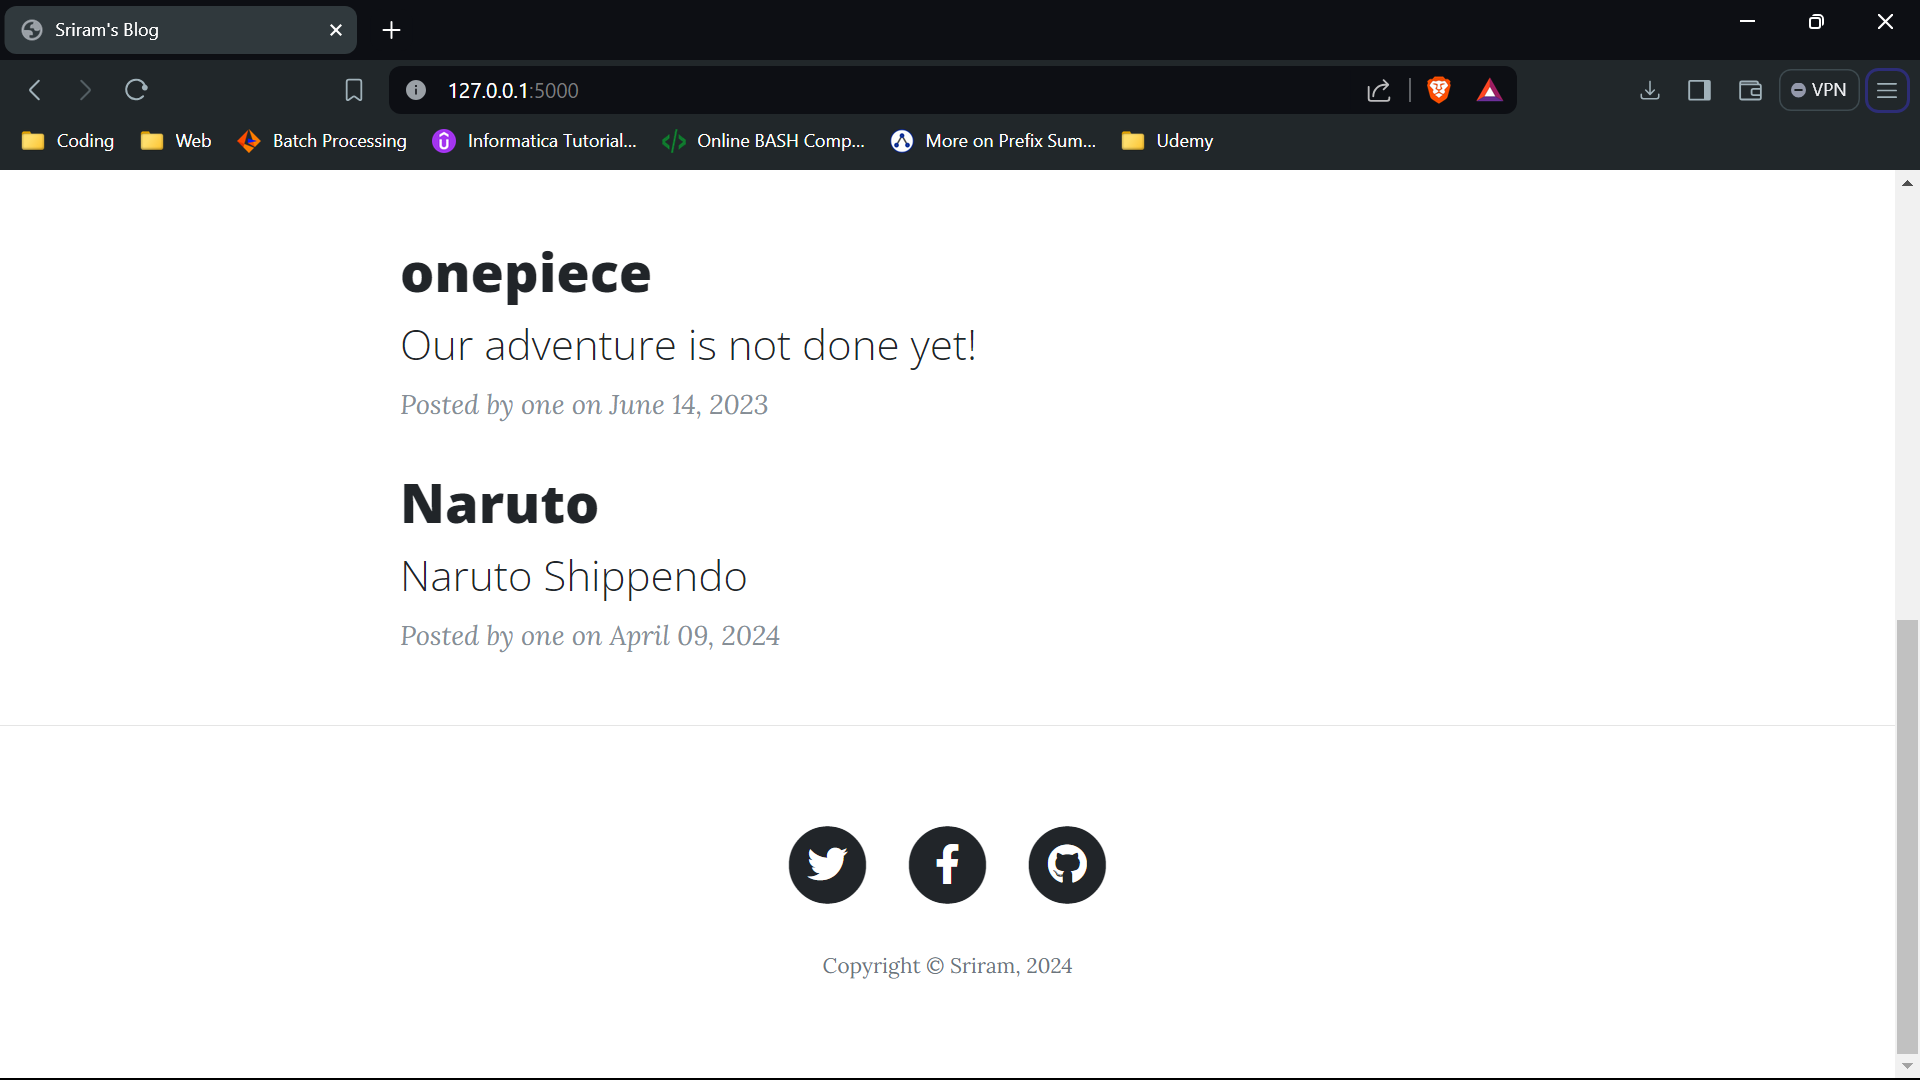 Sriram's Blog
127.0.0.1:5000
VPN
Coding
Web
Batch Processing
Informatica Tutorial...
Online BASH Comp...
More on Prefix Sum...
Udemy
onepiece
Our adventure is not done yet!
Posted by one on June 14, 2023
Naruto
Naruto Shippendo
Posted by one on April 09, 2024
Copyright © Sriram, 2024